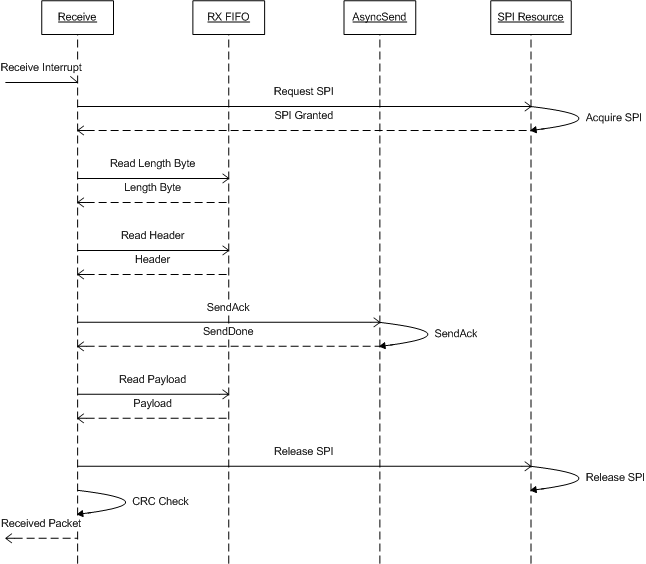 Receive
RX FIFO
AsyncSend
SPI Resource
Receive Interrupt
Request SPI
SPI Granted
Acquire SPI
Read Length Byte
Length Byte
Read Header
Header
SendAck
SendDone
SendAck
Read Payload
Payload
Release SPI
Release SPI
CRC Check
Received Packet